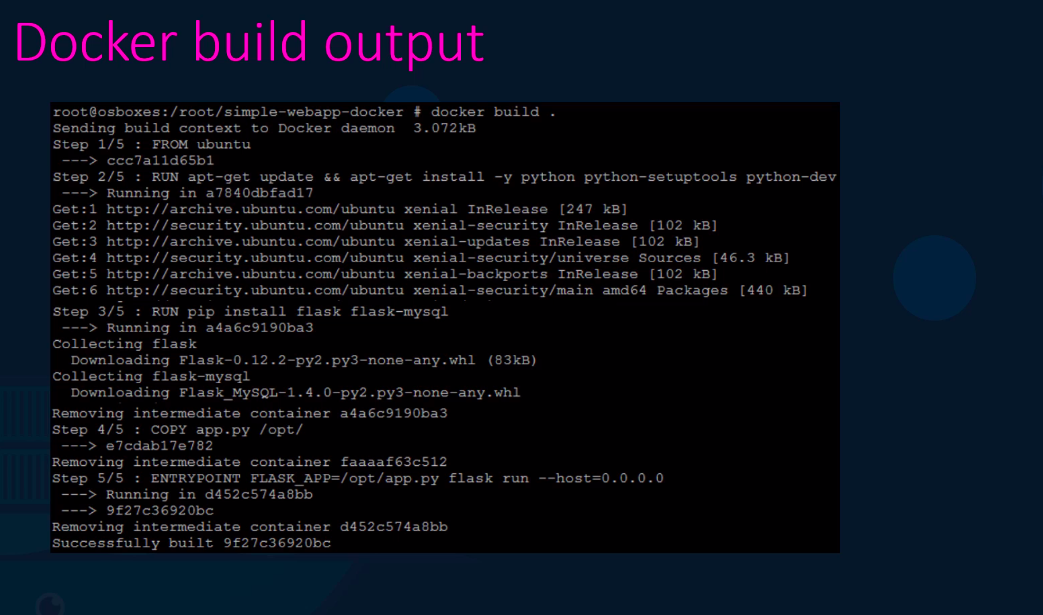 Docker build output
root@osboxes:/root/simple-webapp-docker # docker build .
Sending build context to Docker daemon  3.072kB
Step 1/5 : FROM ubuntu
 ---> ccc7a11d65b1
Step 2/5 : RUN apt-get update && apt-get install -y python python-setuptools python-dev
 ---> Running in a7840dbfad17
Get:1 http://archive.ubuntu.com/ubuntu xenial InRelease [247 kB]
Get:2 http://security.ubuntu.com/ubuntu xenial-security InRelease [102 kB]
Get:3 http://archive.ubuntu.com/ubuntu xenial-updates InRelease [102 kB]
Get:4 http://security.ubuntu.com/ubuntu xenial-security/universe Sources [46.3 kB]
Get:5 http://archive.ubuntu.com/ubuntu xenial-backports InRelease [102 kB]
Get:6 http://security.ubuntu.com/ubuntu xenial-security/main amd64 Packages [440 kB]
Step 3/5 : RUN pip install flask flask-mysql
 ---> Running in a4a6c9190ba3
Collecting flask
  Downloading Flask-0.12.2-py2.py3-none-any.whl (83kB)
Collecting flask-mysql
  Downloading Flask_MySQL-1.4.0-py2.py3-none-any.whl
Removing intermediate container a4a6c9190ba3
Step 4/5 : COPY app.py /opt/
 ---> e7cdab17e782
Removing intermediate container faaaaf63c512
Step 5/5 : ENTRYPOINT FLASK_APP=/opt/app.py flask run --host=0.0.0.0
 ---> Running in d452c574a8bb
 ---> 9f27c36920bc
Removing intermediate container d452c574a8bb
Successfully built 9f27c36920bc